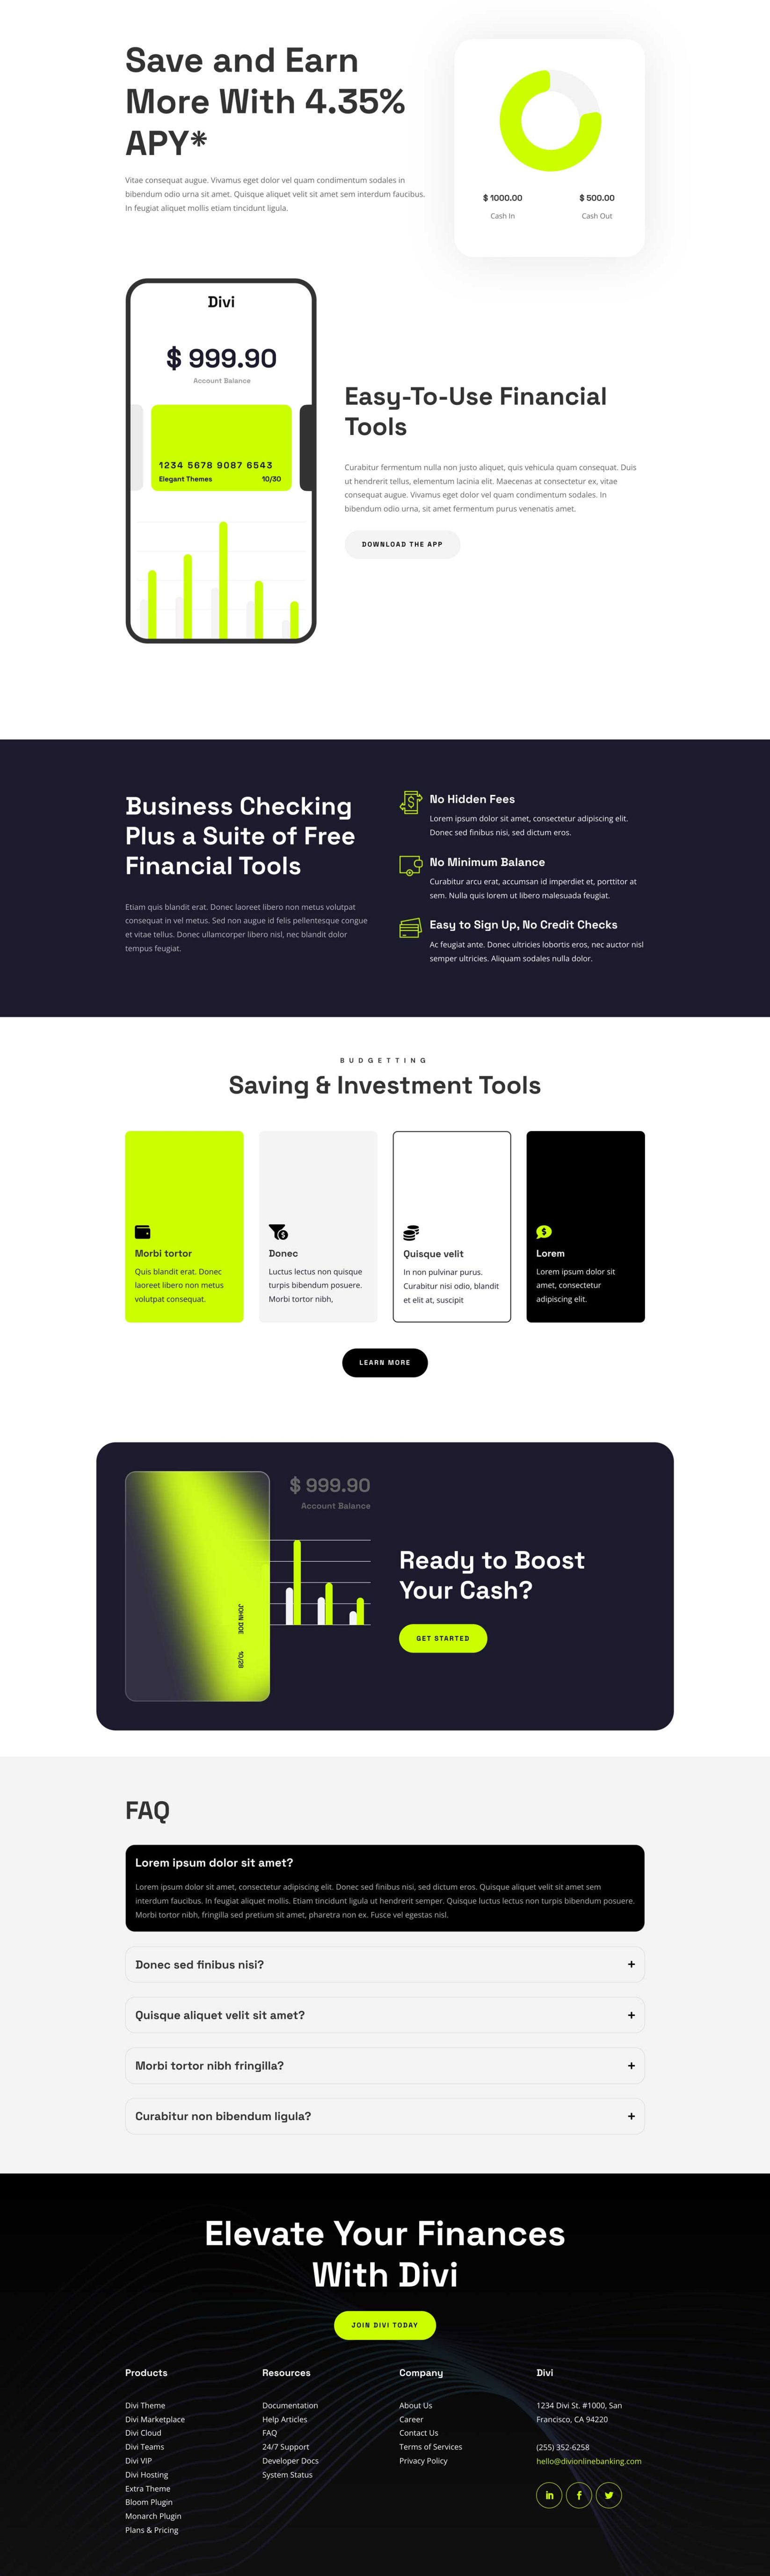 Save and Earn
More With 4.35%
APY*
Vitae consequat augue. Vivamus eget dolor vel quam condimentum sodales in
bibendum odio urna sit amet. Quisque aliquet velit sit amet sem interdum faucibus.
In feugiat aliquet mollis etiam tincidunt ligula.
$ 1000.00
Cash In
$ 500.00
Cash Out
Divi
$ 999.90
Account Balance
1234 5678 9087 6543
Elegant Themes 10/30
Easy-To-Use Financial
Tools
Curabitur fermentum nulla non justo aliquet, quis vehicula quam consequat. Duis
ut hendrerit tellus, elementum lacinia elit. Maecenas at consectetur ex, vitae
consequat augue. Vivamus eget dolor vel quam condimentum sodales. In
bibendum odio urna, sit amet fermentum purus venenatis amet.
DOWNLOAD THE APP
Business Checking
Plus a Suite of Free
Financial Tools
Etiam quis blandit erat. Donec laoreet libero non metus volutpat
consequat in vel metus. Sed non augue id felis pellentesque congue
et vitae tellus. Donec ullamcorper libero nisl, nec blandit dolor
tempus feugiat.
No Hidden Fees
Lorem ipsum dolor sit amet, consectetur adipiscing elit.
Donec sed finibus nisi, sed dictum eros.
No Minimum Balance
Curabitur arcu erat, accumsan id imperdiet et, porttitor at
sem. Nulla quis lorem ut libero malesuada feugiat.
Easy to Sign Up, No Credit Checks
Ac feugiat ante. Donec ultricies lobortis eros, nec auctor nisl
semper ultricies. Aliquam sodales nulla dolor.
BUDGETTING
Saving & Investment Tools
Morbi tortor
Quis blandit erat. Donec
laoreet libero non metus
volutpat consequat.
Donec
Luctus lectus non quisque
turpis bibendum posuere.
Morbi tortor nibh,
Quisque velit
In non pulvinar purus.
Curabitur nisi odio, blandit
et elit at, suscipit
Lorem
Lorem ipsum dolor sit
amet, consectetur
adipiscing elit.
LEARN MORE
$ 999.90
Account Balance
JOHN DOE 10/28
Ready to Boost
Your Cash?
GET STARTED
FAQ
Lorem ipsum dolor sit amet?
Lorem ipsum dolor sit amet, consectetur adipiscing elit. Donec sed finibus nisi, sed dictum eros. Quisque aliquet velit sit amet sem
interdum faucibus. In feugiat aliquet mollis. Etiam tincidunt ligula ut hendrerit semper. Quisque luctus lectus non turpis bibendum posuere.
Morbi tortor nibh, fringilla sed pretium sit amet, pharetra non ex. Fusce vel egestas nisl.
Donec sed finibus nisi? +
Quisque aliquet velit sit amet? +
Morbi tortor nibh fringilla? +
Curabitur non bibendum ligula? +
Elevate Your Finances
With Divi
JOIN DIVI TODAY
Products
Divi Theme
Divi Marketplace
Divi Cloud
Divi Teams
Divi VIP
Divi Hosting
Extra Theme
Bloom Plugin
Monarch Plugin
Plans & Pricing
Resources
Documentation
Help Articles
FAQ
24/7 Support
Developer Docs
System Status
Company
About Us
Career
Contact Us
Terms of Services
Privacy Policy
Divi
1234 Divi St. #1000, San
Francisco, CA 94220
(255) 352-6258
hello@divionlinebanking.com